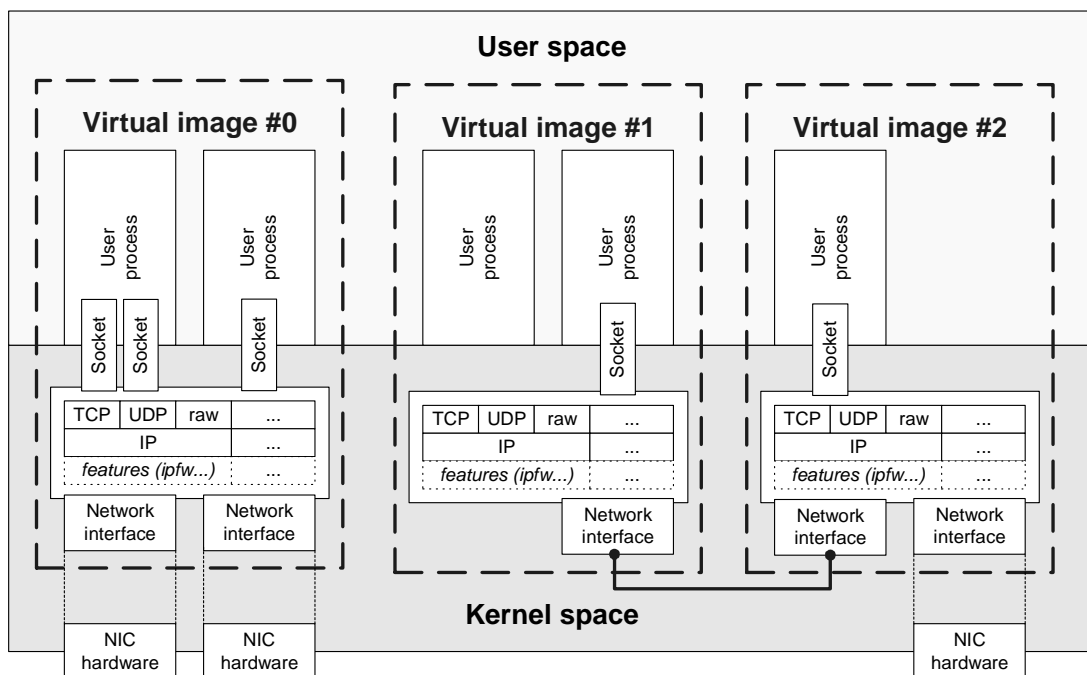 User space
Virtual image #0
Virtual image #1
Virtual image #2
User
process
User
process
User
process
User
process
User
process
Socket
Socket
Socket
Socket
Socket
TCP
UDP
raw
...
IP
...
features (ipfw...)
...
TCP
UDP
raw
...
IP
...
features (ipfw...)
...
TCP
UDP
raw
...
IP
...
features (ipfw...)
...
Network
interface
Network
interface
Network
interface
Network
interface
Network
interface
Kernel space
NIC
hardware
NIC
hardware
NIC
hardware